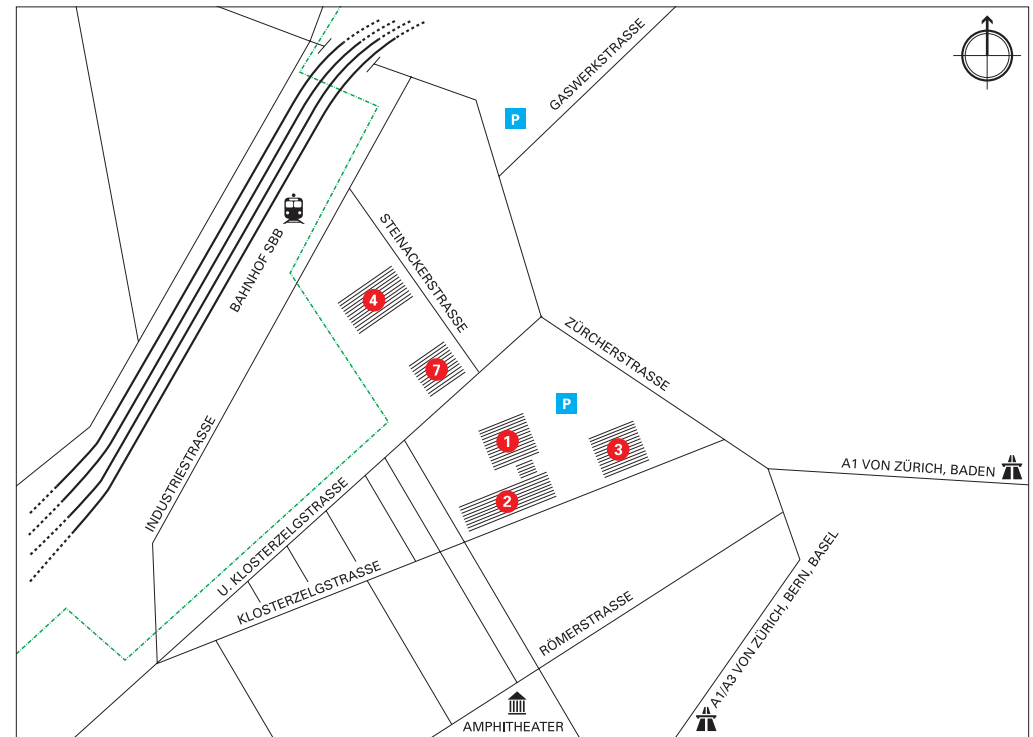 GASWERKSTRASSE
P
STEINACKERSTRASSE
BAHNHOF SBB
4
ZÜRCHERSTRASSE
7
P
1
3
INDUSTRIESTRASSE
A1 VON ZÜRICH, BADEN
2
U. KLOSTERZELGSTRASSE
KLOSTERZELGSTRASSE
RÖMERSTRASSE
A1/A3 VON ZÜRICH, BERN, BASEL
AMPHITHEATER